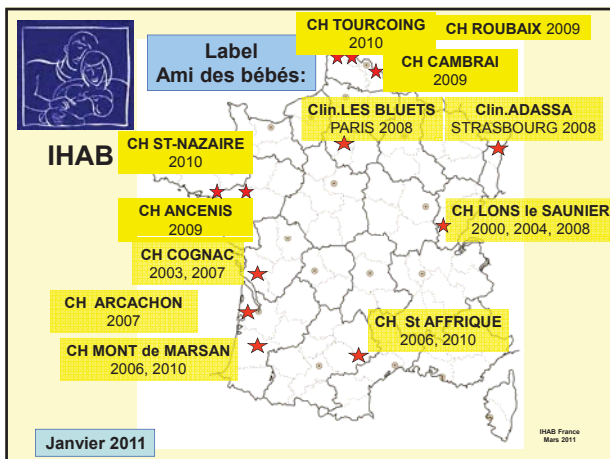 Label
Ami des bébés:
CH TOURCOING
2010
CH ROUBAIX 2009
CH CAMBRAI
2009
Clin.LES BLUETS
PARIS 2008
Clin.ADASSA
STRASBOURG 2008
IHAB
CH ST-NAZAIRE
2010
CH ANCENIS
2009
CH LONS le SAUNIER
2000, 2004, 2008
CH COGNAC
2003, 2007
CH ARCACHON
2007
CH St AFFRIQUE
2006, 2010
CH MONT de MARSAN
2006, 2010
Janvier 2011
IHAB France
Mars 2011